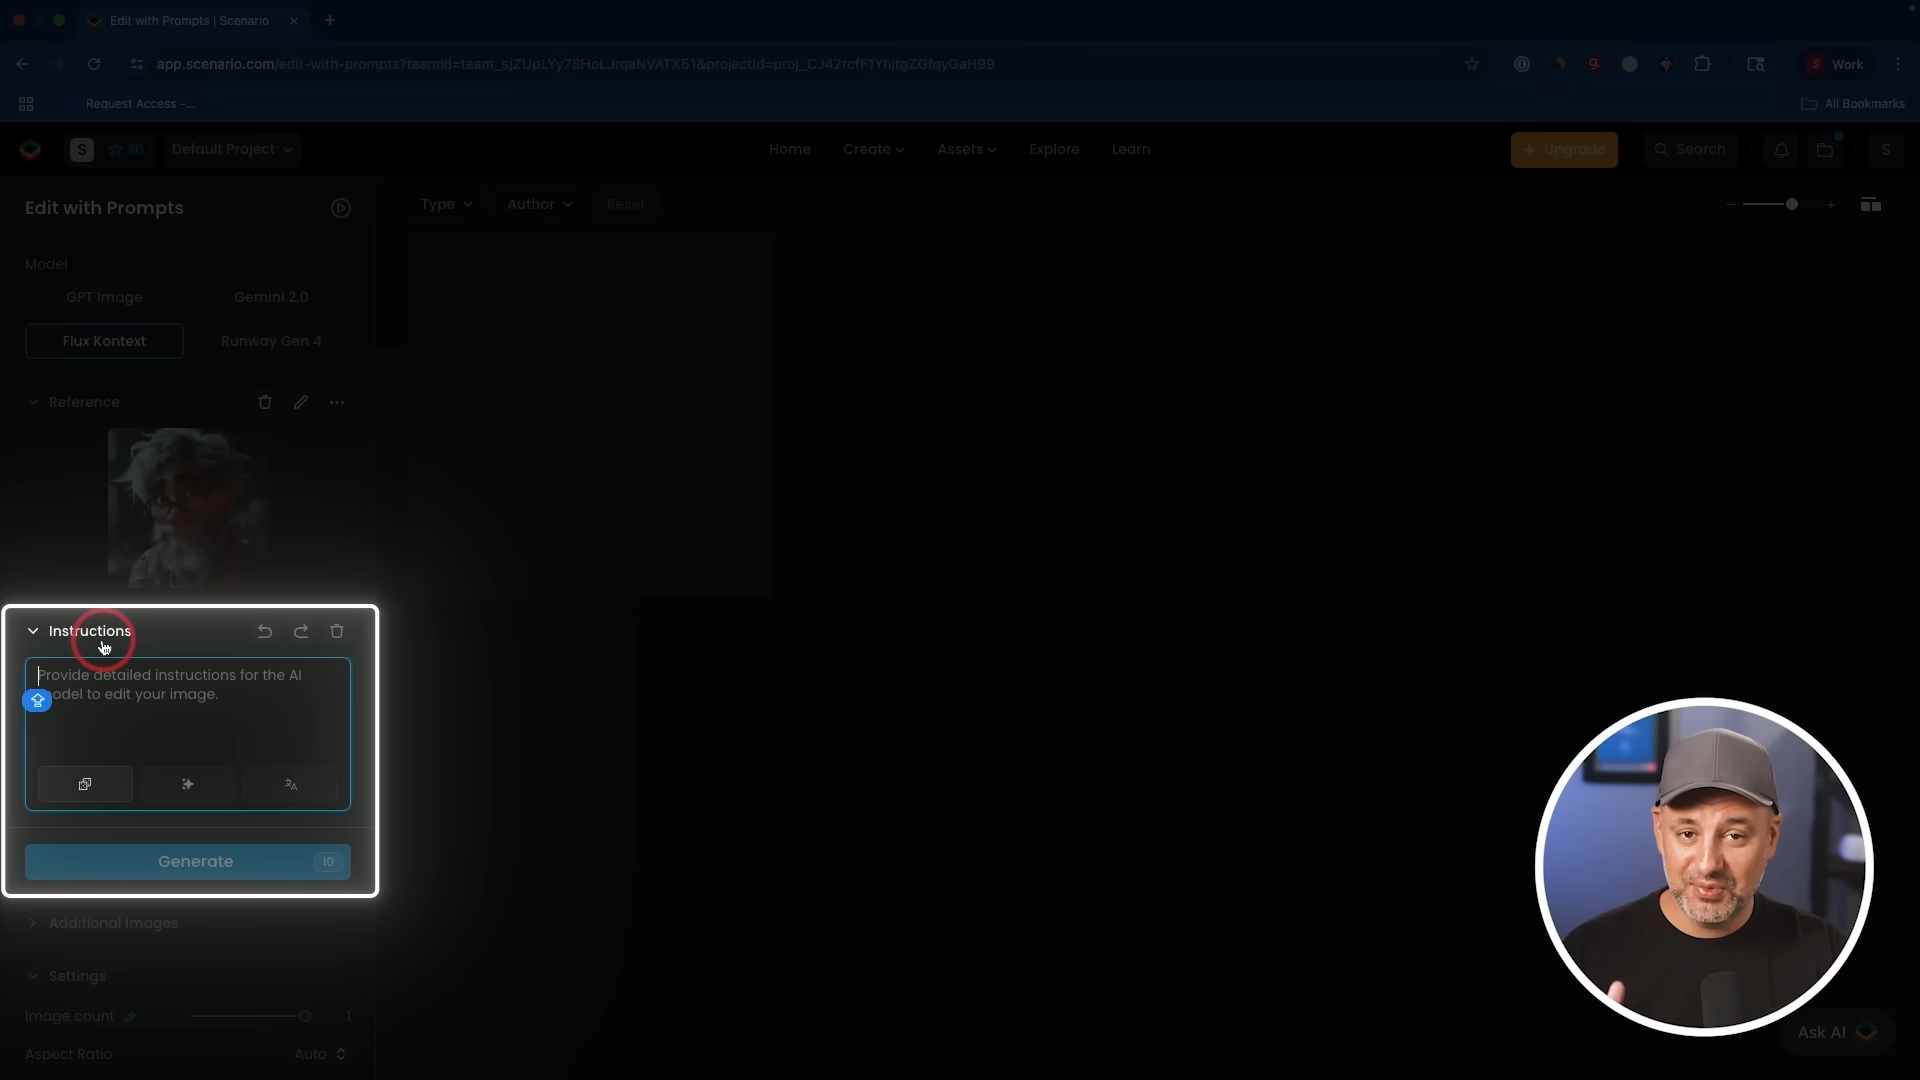 Edit with Prompts | Scenario
app.scenario.com/edit-with-prompts?teamId=team_sjZUpLYy7SHoLJrqaNVATX51&projectId=proj_CJ42rcfF1YhjtgZGfqyGaH99
S Work
Request Access -...
All Bookmarks
S 30 Default Project
Home Create Assets Explore Learn
+ Upgrade
Search
S
Edit with Prompts
Type Author Reset
Model
GPT Image Gemini 2.0
Flux Kontext Runway Gen 4
Reference
Instructions
Provide detailed instructions for the AI
model to edit your image.
Generate 10
Additional Images
Settings
Image count 1
Aspect Ratio Auto
Ask AI